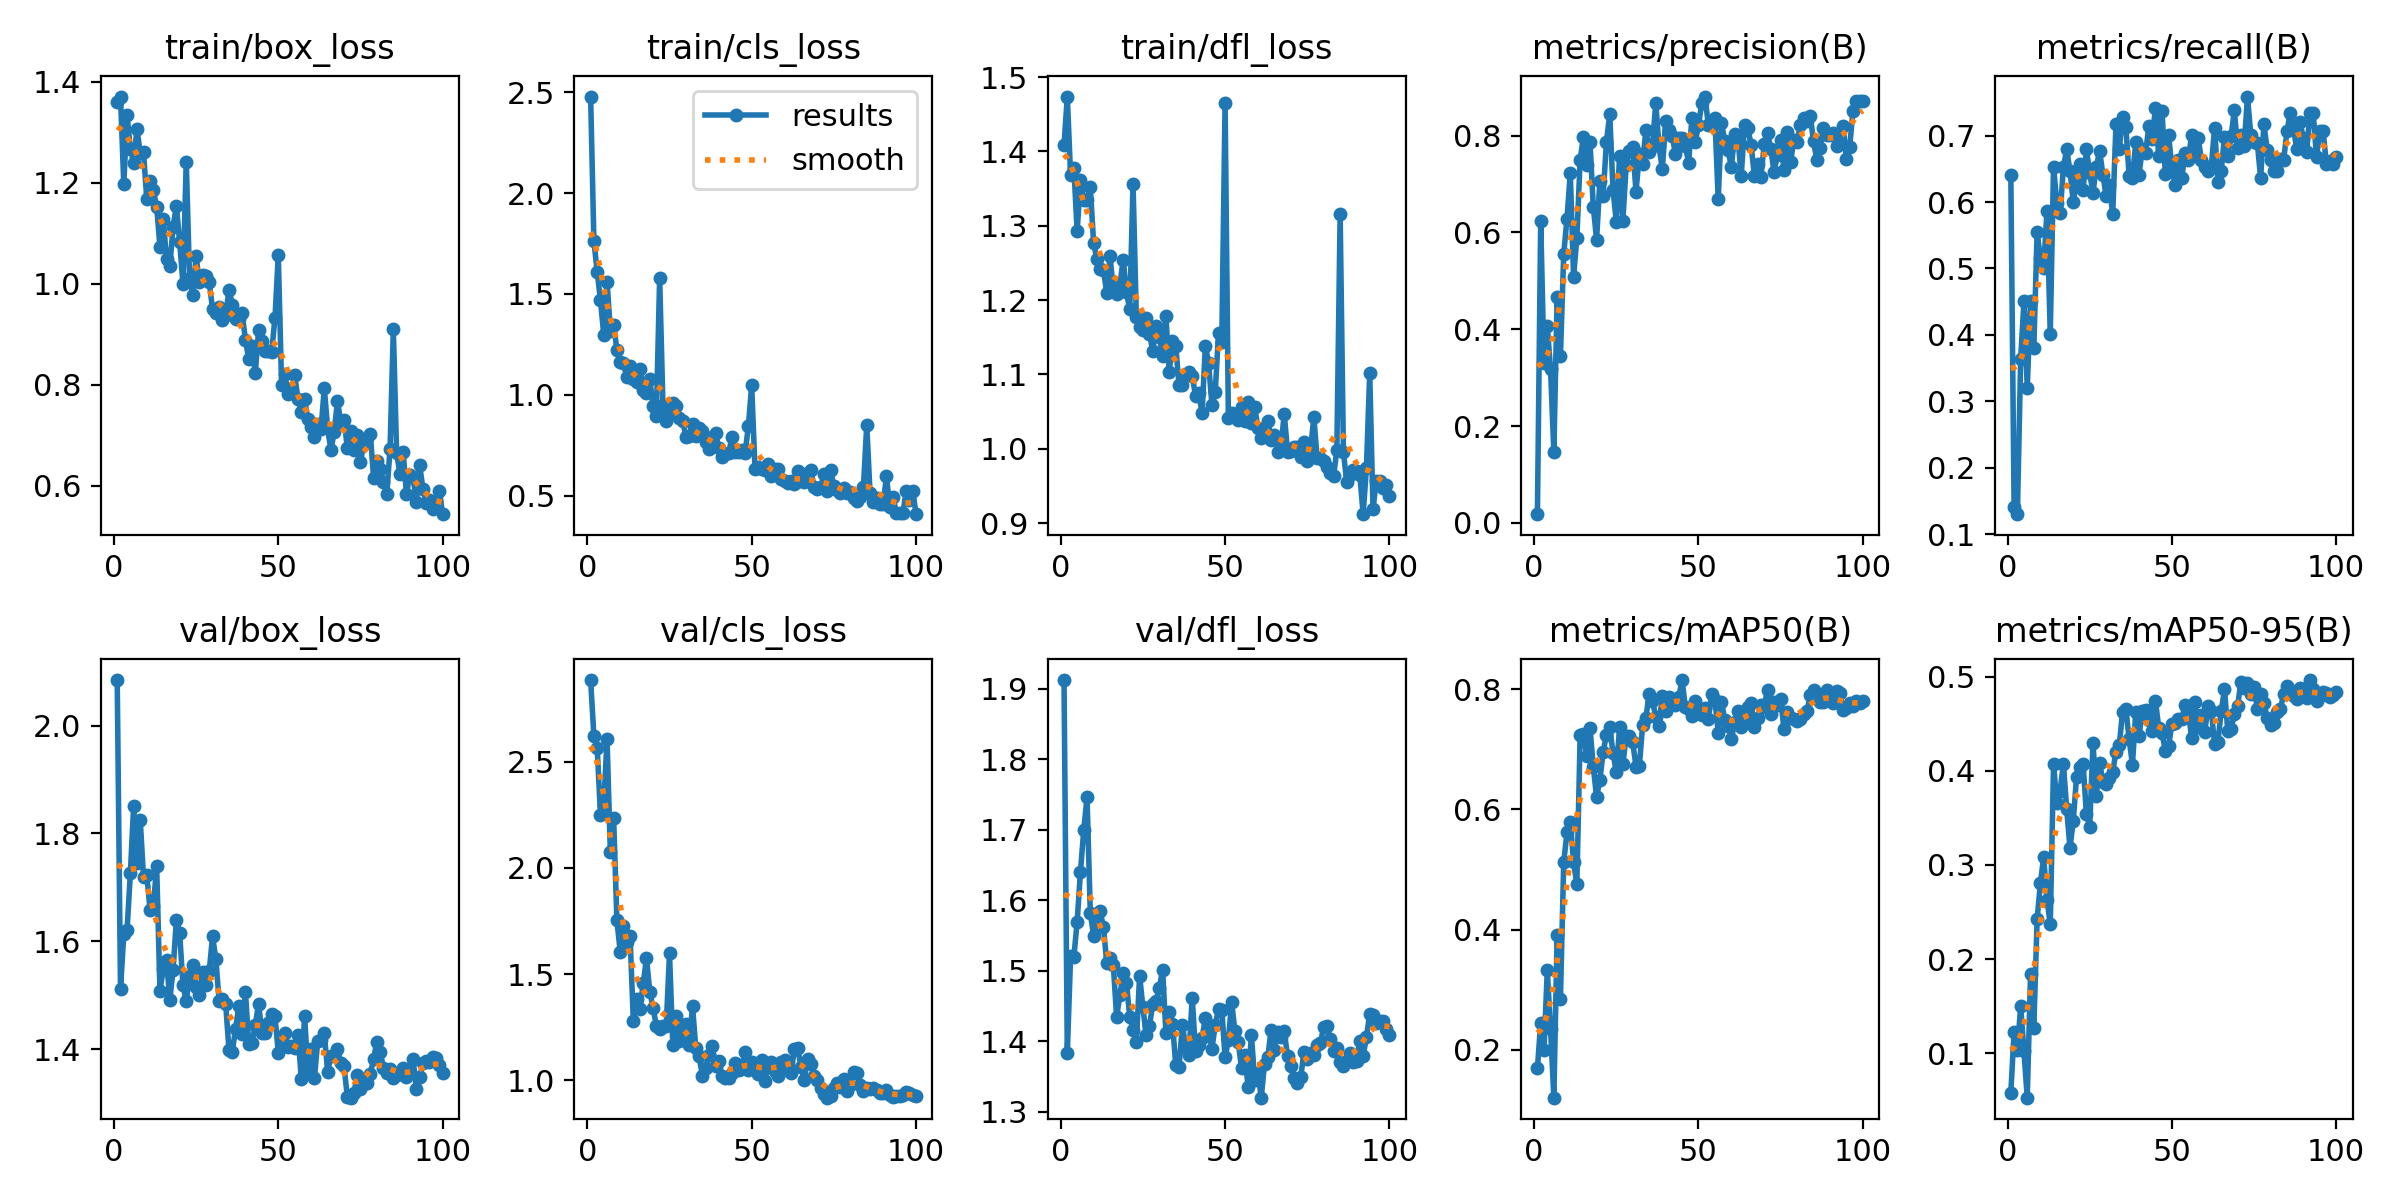 train/box_loss
1.4
1.2
1.0
0.8
0.6
0 50 100
train/cls_loss
2.5
2.0
1.5
1.0
0.5
results
smooth
0 50 100
train/dfl_loss
1.5
1.4
1.3
1.2
1.1
1.0
0.9
0 50 100
metrics/precision(B)
0.8
0.6
0.4
0.2
0.0
0 50 100
metrics/recall(B)
0.7
0.6
0.5
0.4
0.3
0.2
0.1
0 50 100
val/box_loss
2.0
1.8
1.6
1.4
0 50 100
val/cls_loss
2.5
2.0
1.5
1.0
0 50 100
val/dfl_loss
1.9
1.8
1.7
1.6
1.5
1.4
1.3
0 50 100
metrics/mAP50(B)
0.8
0.6
0.4
0.2
0 50 100
metrics/mAP50-95(B)
0.5
0.4
0.3
0.2
0.1
0 50 100